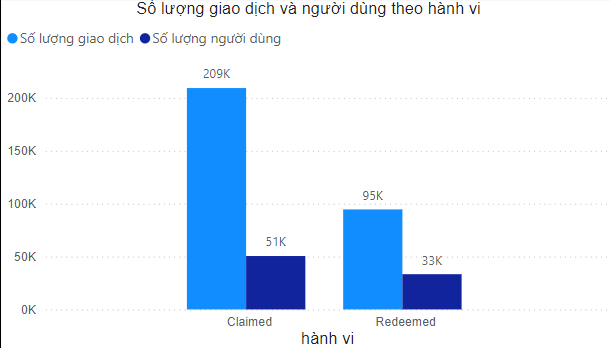 Số lượng giao dịch và người dùng theo hành vi
Số lượng giao dịch Số lượng người dùng
209K
200K
150K
100K
50K
0K
51K
95K
33K
Claimed Redeemed
hành vi